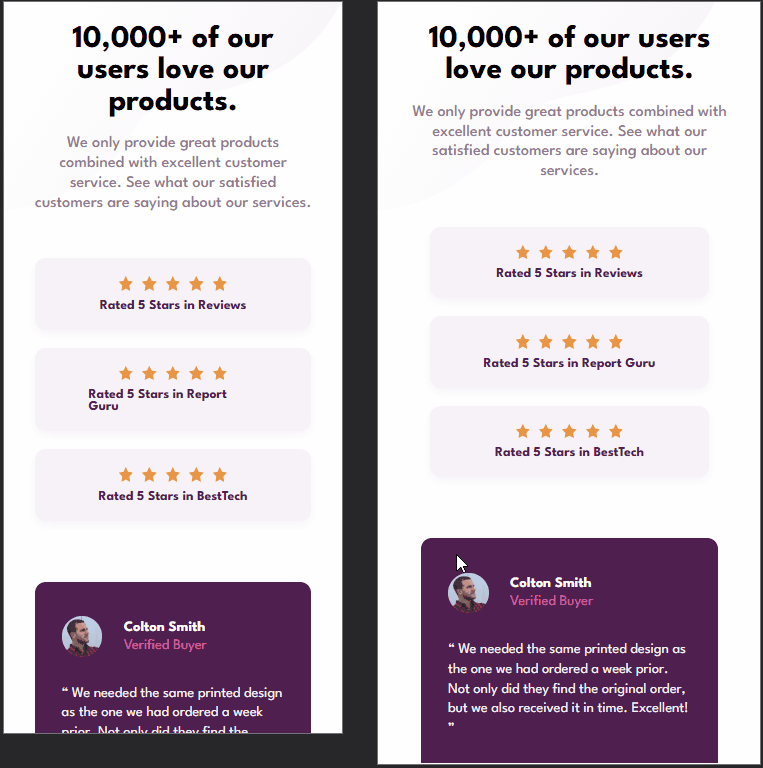 10,000+ of our
users love our
products.
We only provide great products
combined with excellent customer
service. See what our satisfied
customers are saying about our services.
Rated 5 Stars in Reviews
Rated 5 Stars in Report
Guru
Rated 5 Stars in BestTech
Colton Smith
Verified Buyer
“ We needed the same printed design
as the one we had ordered a week
prior. Not only did they find the
10,000+ of our users
love our products.
We only provide great products combined with
excellent customer service. See what our
satisfied customers are saying about our
services.
Rated 5 Stars in Reviews
Rated 5 Stars in Report Guru
Rated 5 Stars in BestTech
Colton Smith
Verified Buyer
“ We needed the same printed design as
the one we had ordered a week prior.
Not only did they find the original order,
but we also received it in time. Excellent!
”